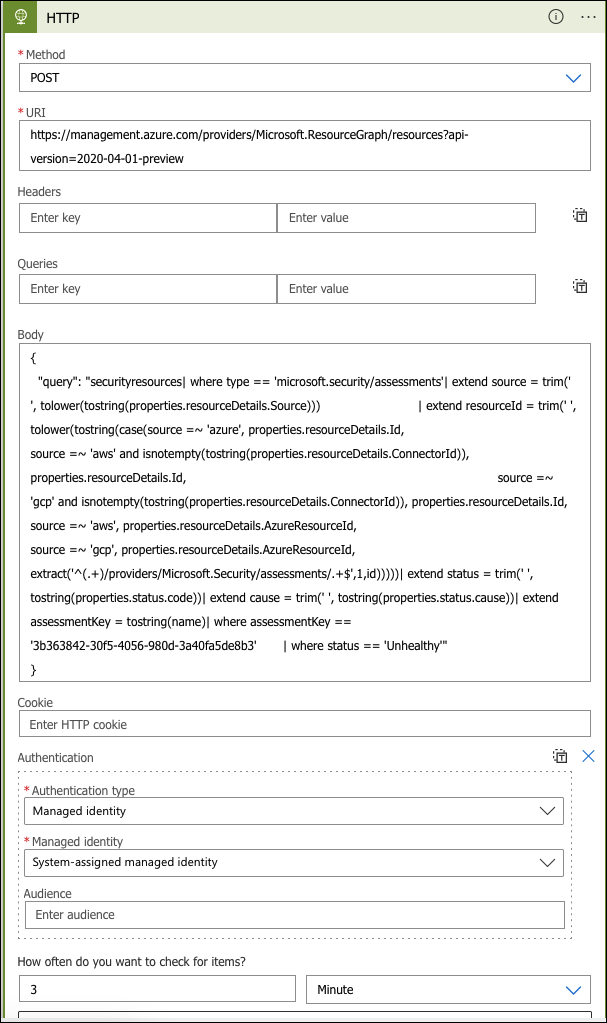 HTTP
* Method
POST
* URI
https://management.azure.com/providers/Microsoft.ResourceGraph/resources?api-
version=2020-04-01-preview
Headers
Enter key Enter value
Queries
Enter key Enter value
Body
{
"query": "securityresources| where type == 'microsoft.security/assessments'| extend source = trim('
', tolower(tostring(properties.resourceDetails.Source))) | extend resourceId = trim(' ',
tolower(tostring(case(source =~ 'azure', properties.resourceDetails.Id,
source =~ 'aws' and isnotempty(tostring(properties.resourceDetails.ConnectorId)),
properties.resourceDetails.Id, source =~
'gcp' and isnotempty(tostring(properties.resourceDetails.ConnectorId)), properties.resourceDetails.Id,
source =~ 'aws', properties.resourceDetails.AzureResourceId,
source =~ 'gcp', properties.resourceDetails.AzureResourceId,
extract('^(.+)/providers/Microsoft.Security/assessments/.+$',1,id)))))| extend status = trim(' ',
tostring(properties.status.code))| extend cause = trim(' ', tostring(properties.status.cause))| extend
assessmentKey = tostring(name)| where assessmentKey ==
'3b363842-30f5-4056-980d-3a40fa5de8b3' | where status == 'Unhealthy'"
}
Cookie
Enter HTTP cookie
Authentication
* Authentication type
Managed identity
* Managed identity
System-assigned managed identity
Audience
Enter audience
How often do you want to check for items?
3 Minute